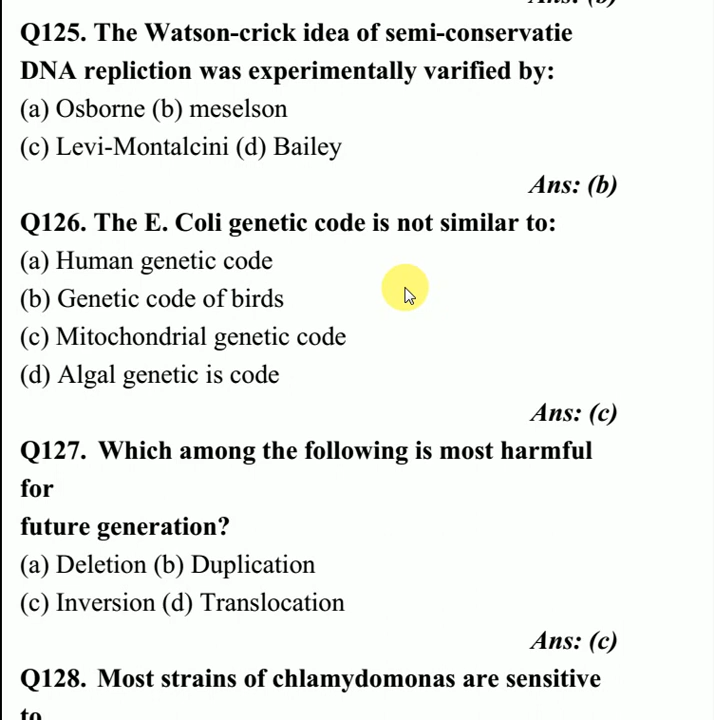 Ans: (b)
Q125. The Watson-crick idea of semi-conservatie
DNA repliction was experimentally varified by:
(a) Osborne (b) meselson
(c) Levi-Montalcini (d) Bailey
Ans: (b)
Q126. The E. Coli genetic code is not similar to:
(a) Human genetic code
(b) Genetic code of birds
(c) Mitochondrial genetic code
(d) Algal genetic is code
Ans: (c)
Q127. Which among the following is most harmful
for
future generation?
(a) Deletion (b) Duplication
(c) Inversion (d) Translocation
Ans: (c)
Q128. Most strains of chlamydomonas are sensitive
to